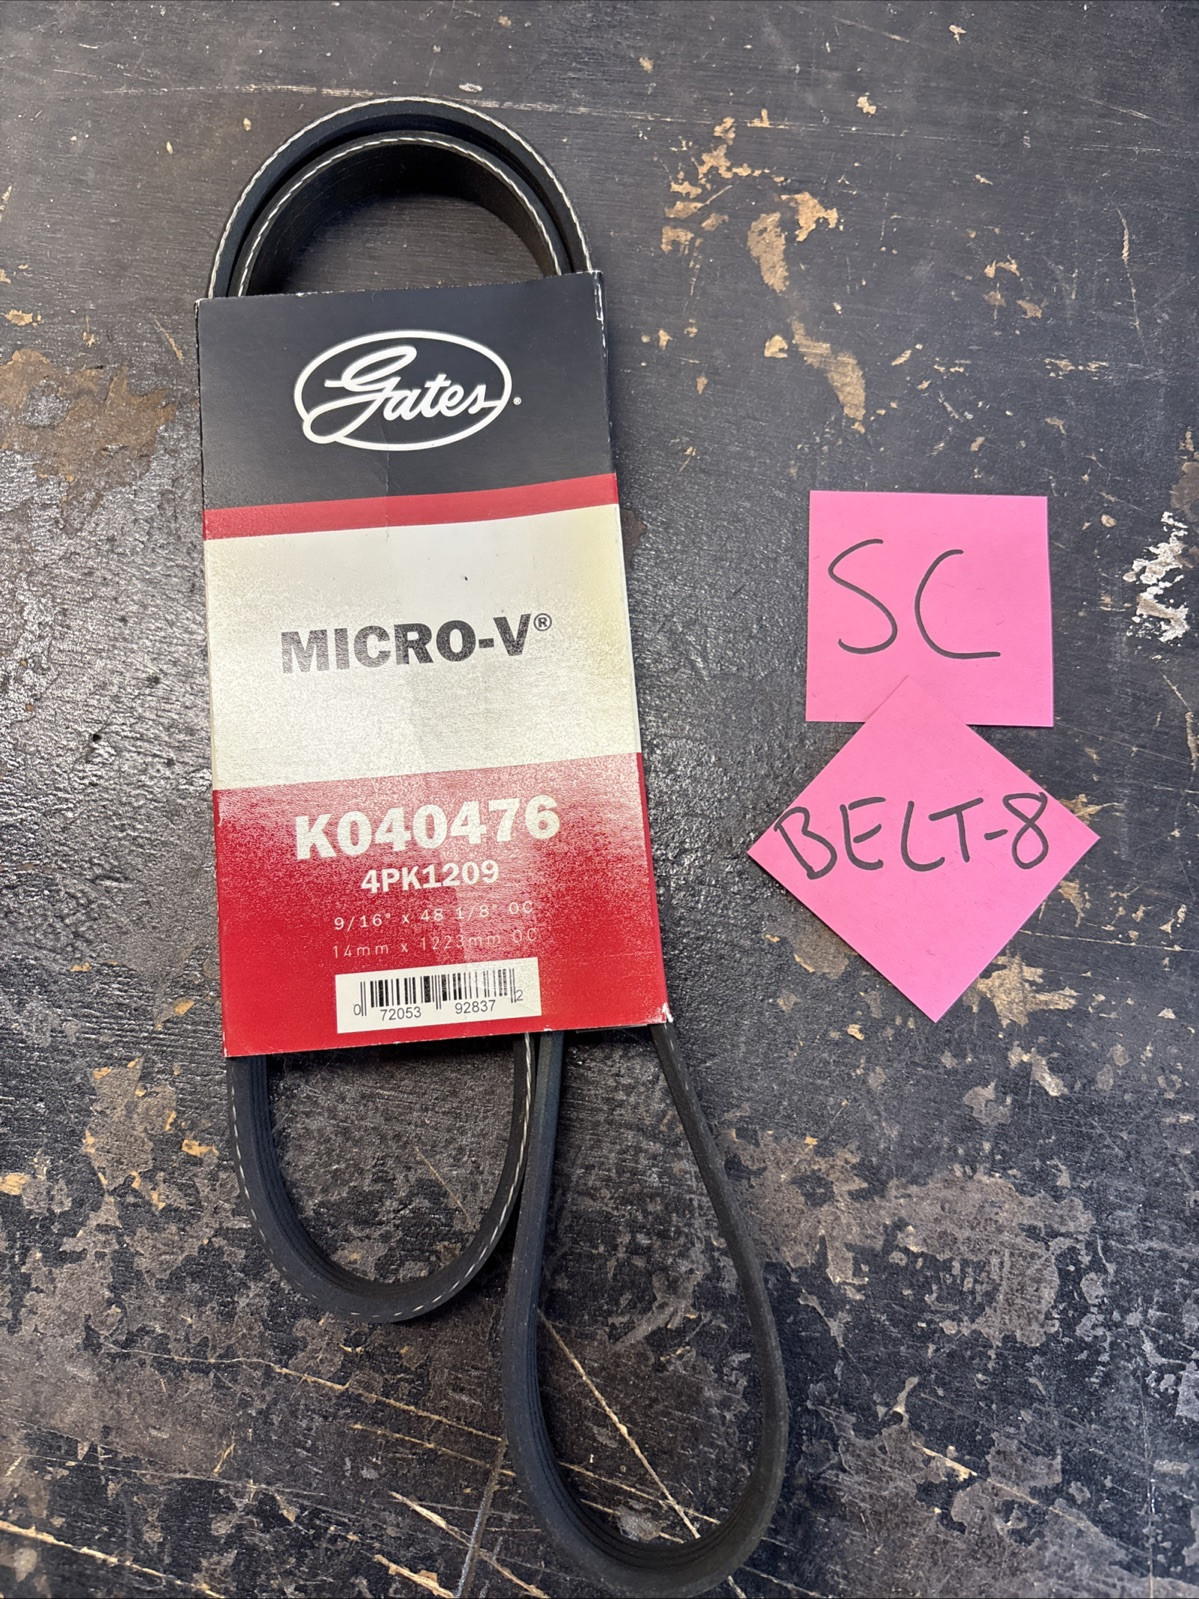 Gates®
MICRO-V®
K040476
4PK1209
9/16" x 48 1/8" OC
14mm x 1223mm OC
0 72053 92837 2
SC
BELT-8